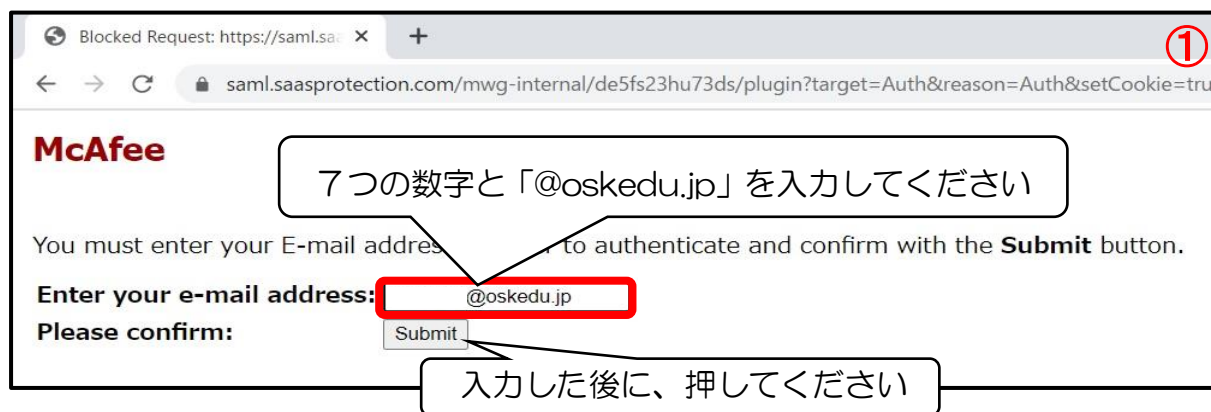 Blocked Request: https://saml.saa
①
saml.saasprotection.com/mwg-internal/de5fs23hu73ds/plugin?target=Auth&reason=Auth&setCookie=tru
McAfee
７つの数字と「@oskedu.jp」を入力してください
You must enter your E-mail addres to authenticate and confirm with the Submit button.
Enter your e-mail address: @oskedu.jp
Please confirm: Submit
入力した後に、押してください